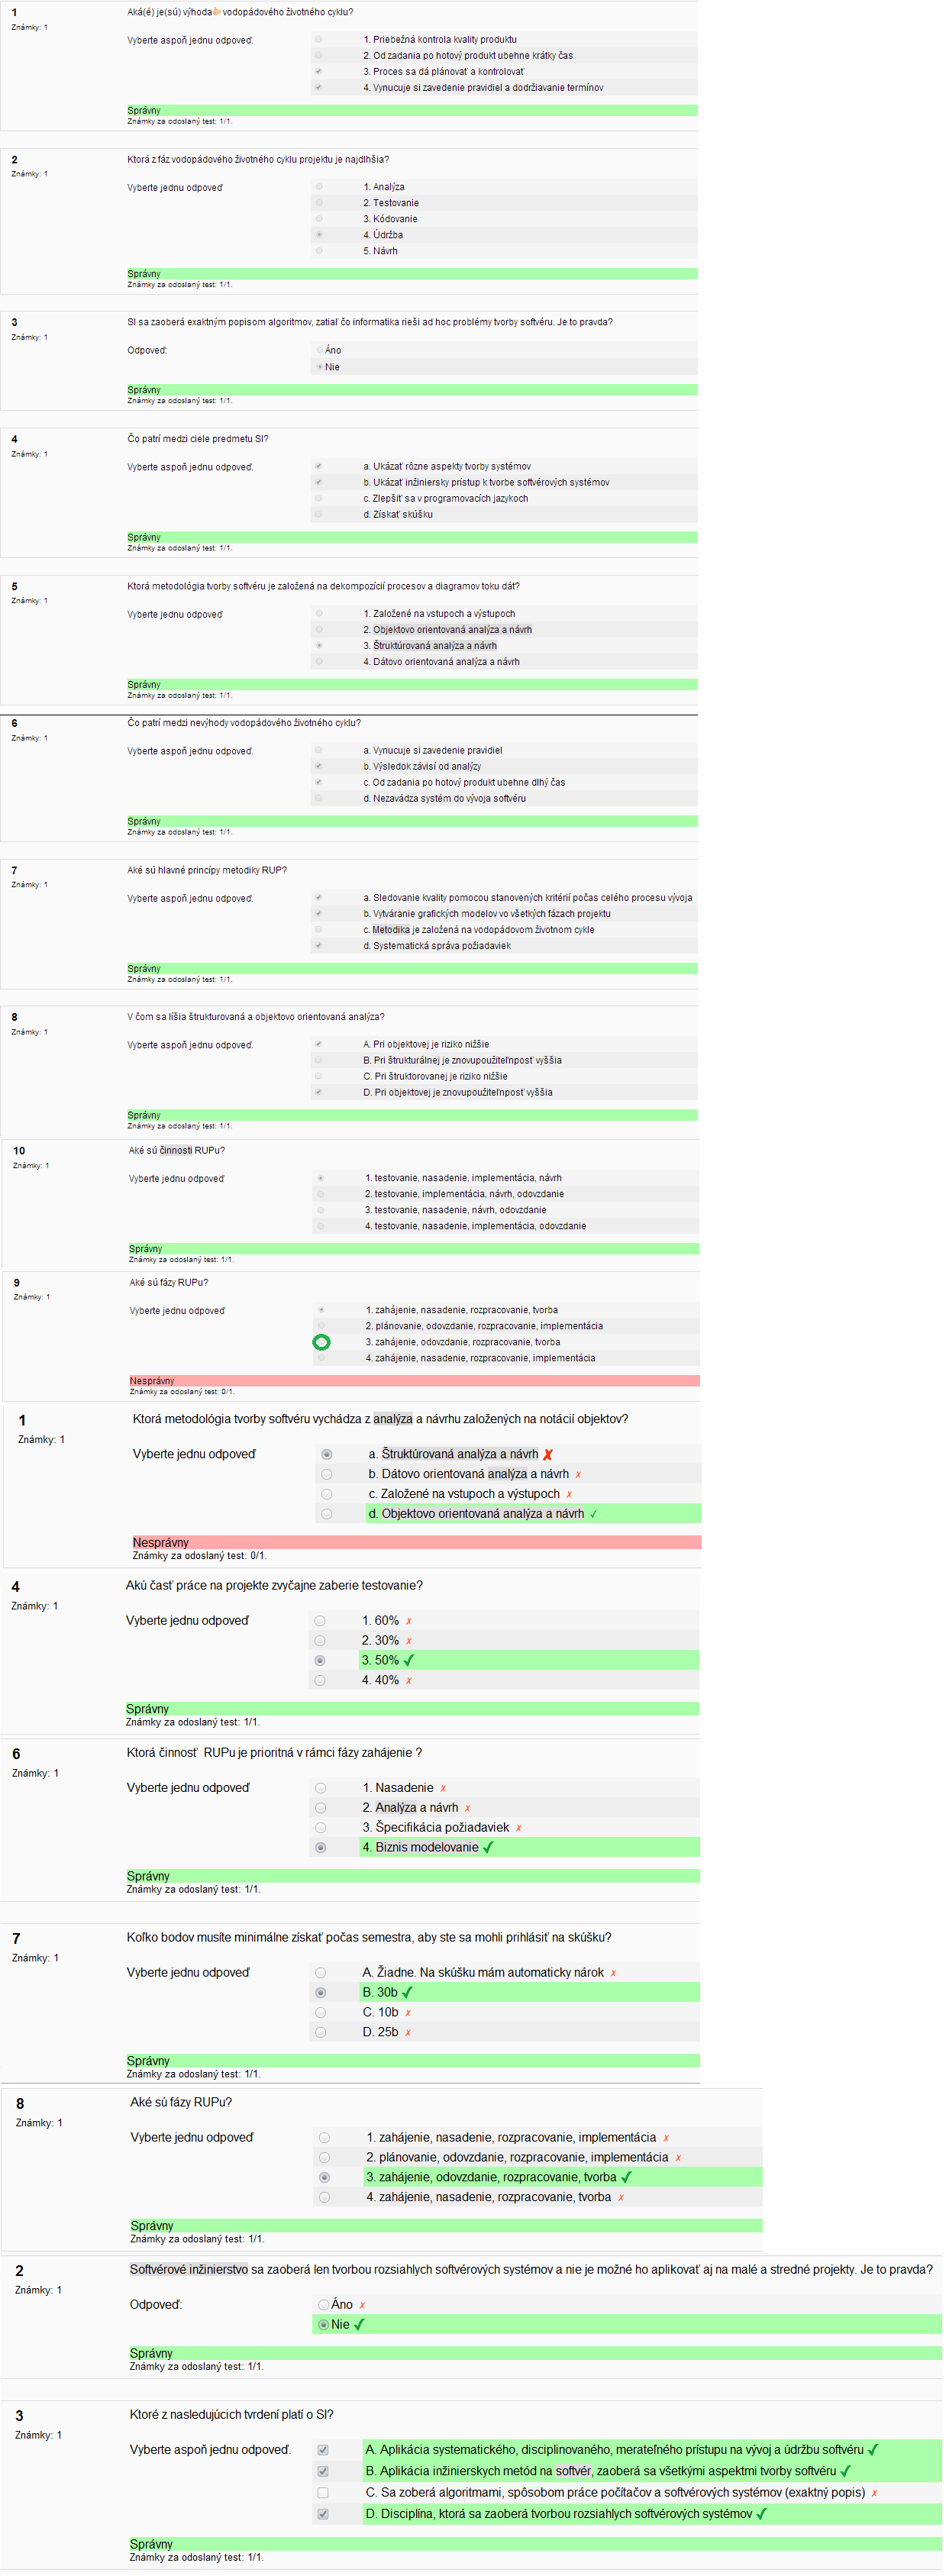 1
Známky: 1
Aká(é) je(sú) výhoda vodopádového životného cyklu?
Vyberte aspoň jednu odpoveď.
1. Priebežná kontrola kvality produktu
2. Od zadania po hotový produkt ubehne krátky čas
3. Proces sa dá plánovať a kontrolovať
4. Vynucuje si zavedenie pravidiel a dodržiavanie termínov
Správny
Známky za odoslaný test: 1/1.
2
Známky: 1
Ktorá z fáz vodopádového životného cyklu projektu je najdlhšia?
Vyberte jednu odpoveď
1. Analýza
2. Testovanie
3. Kódovanie
4. Údržba
5. Návrh
Správny
Známky za odoslaný test: 1/1.
3
Známky: 1
SI sa zaoberá exaktným popisom algoritmov, zatiaľ čo informatika rieši ad hoc problémy tvorby softvéru. Je to pravda?
Odpoveď:
Áno
Nie
Správny
Známky za odoslaný test: 1/1.
4
Známky: 1
Čo patrí medzi ciele predmetu SI?
Vyberte aspoň jednu odpoveď.
a. Ukázať rôzne aspekty tvorby systémov
b. Ukázať inžiniersky prístup k tvorbe softvérových systémov
c. Zlepšiť sa v programovacích jazykoch
d. Získať skúšku
Správny
Známky za odoslaný test: 1/1.
5
Známky: 1
Ktorá metodológia tvorby softvéru je založená na dekompozícií procesov a diagramov toku dát?
Vyberte jednu odpoveď
1. Založené na vstupoch a výstupoch
2. Objektovo orientovaná analýza a návrh
3. Štruktúrovaná analýza a návrh
4. Dátovo orientovaná analýza a návrh
Správny
Známky za odoslaný test: 1/1.
6
Známky: 1
Čo patrí medzi nevýhody vodopádového životného cyklu?
Vyberte aspoň jednu odpoveď.
a. Vynucuje si zavedenie pravidiel
b. Výsledok závisí od analýzy
c. Od zadania po hotový produkt ubehne dlhý čas
d. Nezavádza systém do vývoja softvéru
Správny
Známky za odoslaný test: 1/1.
7
Známky: 1
Aké sú hlavné princípy metodiky RUP?
Vyberte aspoň jednu odpoveď.
a. Sledovanie kvality pomocou stanovených kritérií počas celého procesu vývoja
b. Vytváranie grafických modelov vo všetkých fázach projektu
c. Metodika je založená na vodopádovom životnom cykle
d. Systematická správa požiadaviek
Správny
Známky za odoslaný test: 1/1.
8
Známky: 1
V čom sa líšia štrukturovaná a objektovo orientovaná analýza?
Vyberte aspoň jednu odpoveď.
A. Pri objektovej je riziko nižšie
B. Pri štrukturálnej je znovupoužiteľnposť vyššia
C. Pri štruktorovanej je riziko nižšie
D. Pri objektovej je znovupoužiteľnposť vyššia
Správny
Známky za odoslaný test: 1/1.
10
Známky: 1
Aké sú činnosti RUPu?
Vyberte jednu odpoveď
1. testovanie, nasadenie, implementácia, návrh
2. testovanie, implementácia, návrh, odovzdanie
3. testovanie, nasadenie, návrh, odovzdanie
4. testovanie, nasadenie, implementácia, odovzdanie
Správny
Známky za odoslaný test: 1/1.
9
Známky: 1
Aké sú fázy RUPu?
Vyberte jednu odpoveď
1. zahájenie, nasadenie, rozpracovanie, tvorba
2. plánovanie, odovzdanie, rozpracovanie, implementácia
3. zahájenie, odovzdanie, rozpracovanie, tvorba
4. zahájenie, nasadenie, rozpracovanie, implementácia
Nesprávny
Známky za odoslaný test: 0/1.
1
Známky: 1
Ktorá metodológia tvorby softvéru vychádza z analýza a návrhu založených na notácií objektov?
Vyberte jednu odpoveď
a. Štruktúrovaná analýza a návrh ✗
b. Dátovo orientovaná analýza a návrh ✗
c. Založené na vstupoch a výstupoch ✗
d. Objektovo orientovaná analýza a návrh ✓
Nesprávny
Známky za odoslaný test: 0/1.
4
Známky: 1
Akú časť práce na projekte zvyčajne zaberie testovanie?
Vyberte jednu odpoveď
1. 60% ✗
2. 30% ✗
3. 50% ✓
4. 40% ✗
Správny
Známky za odoslaný test: 1/1.
6
Známky: 1
Ktorá činnosť RUPu je prioritná v rámci fázy zahájenie ?
Vyberte jednu odpoveď
1. Nasadenie ✗
2. Analýza a návrh ✗
3. Špecifikácia požiadaviek ✗
4. Biznis modelovanie ✓
Správny
Známky za odoslaný test: 1/1.
7
Známky: 1
Koľko bodov musíte minimálne získať počas semestra, aby ste sa mohli prihlásiť na skúšku?
Vyberte jednu odpoveď
A. Žiadne. Na skúšku mám automaticky nárok ✗
B. 30b ✓
C. 10b ✗
D. 25b ✗
Správny
Známky za odoslaný test: 1/1.
8
Známky: 1
Aké sú fázy RUPu?
Vyberte jednu odpoveď
1. zahájenie, nasadenie, rozpracovanie, implementácia ✗
2. plánovanie, odovzdanie, rozpracovanie, implementácia ✗
3. zahájenie, odovzdanie, rozpracovanie, tvorba ✓
4. zahájenie, nasadenie, rozpracovanie, tvorba ✗
Správny
Známky za odoslaný test: 1/1.
2
Známky: 1
Softvérové inžinierstvo sa zaoberá len tvorbou rozsiahlych softvérových systémov a nie je možné ho aplikovať aj na malé a stredné projekty. Je to pravda?
Odpoveď:
Áno ✗
Nie ✓
Správny
Známky za odoslaný test: 1/1.
3
Známky: 1
Ktoré z nasledujúcich tvrdení platí o SI?
Vyberte aspoň jednu odpoveď.
A. Aplikácia systematického, disciplinovaného, merateľného prístupu na vývoj a údržbu softvéru ✓
B. Aplikácia inžinierskych metód na softvér, zaoberá sa všetkými aspektmi tvorby softvéru ✓
C. Sa zoberá algoritmami, spôsobom práce počítačov a softvérových systémov (exaktný popis) ✗
D. Disciplína, ktorá sa zaoberá tvorbou rozsiahlych softvérových systémov ✓
Správny
Známky za odoslaný test: 1/1.